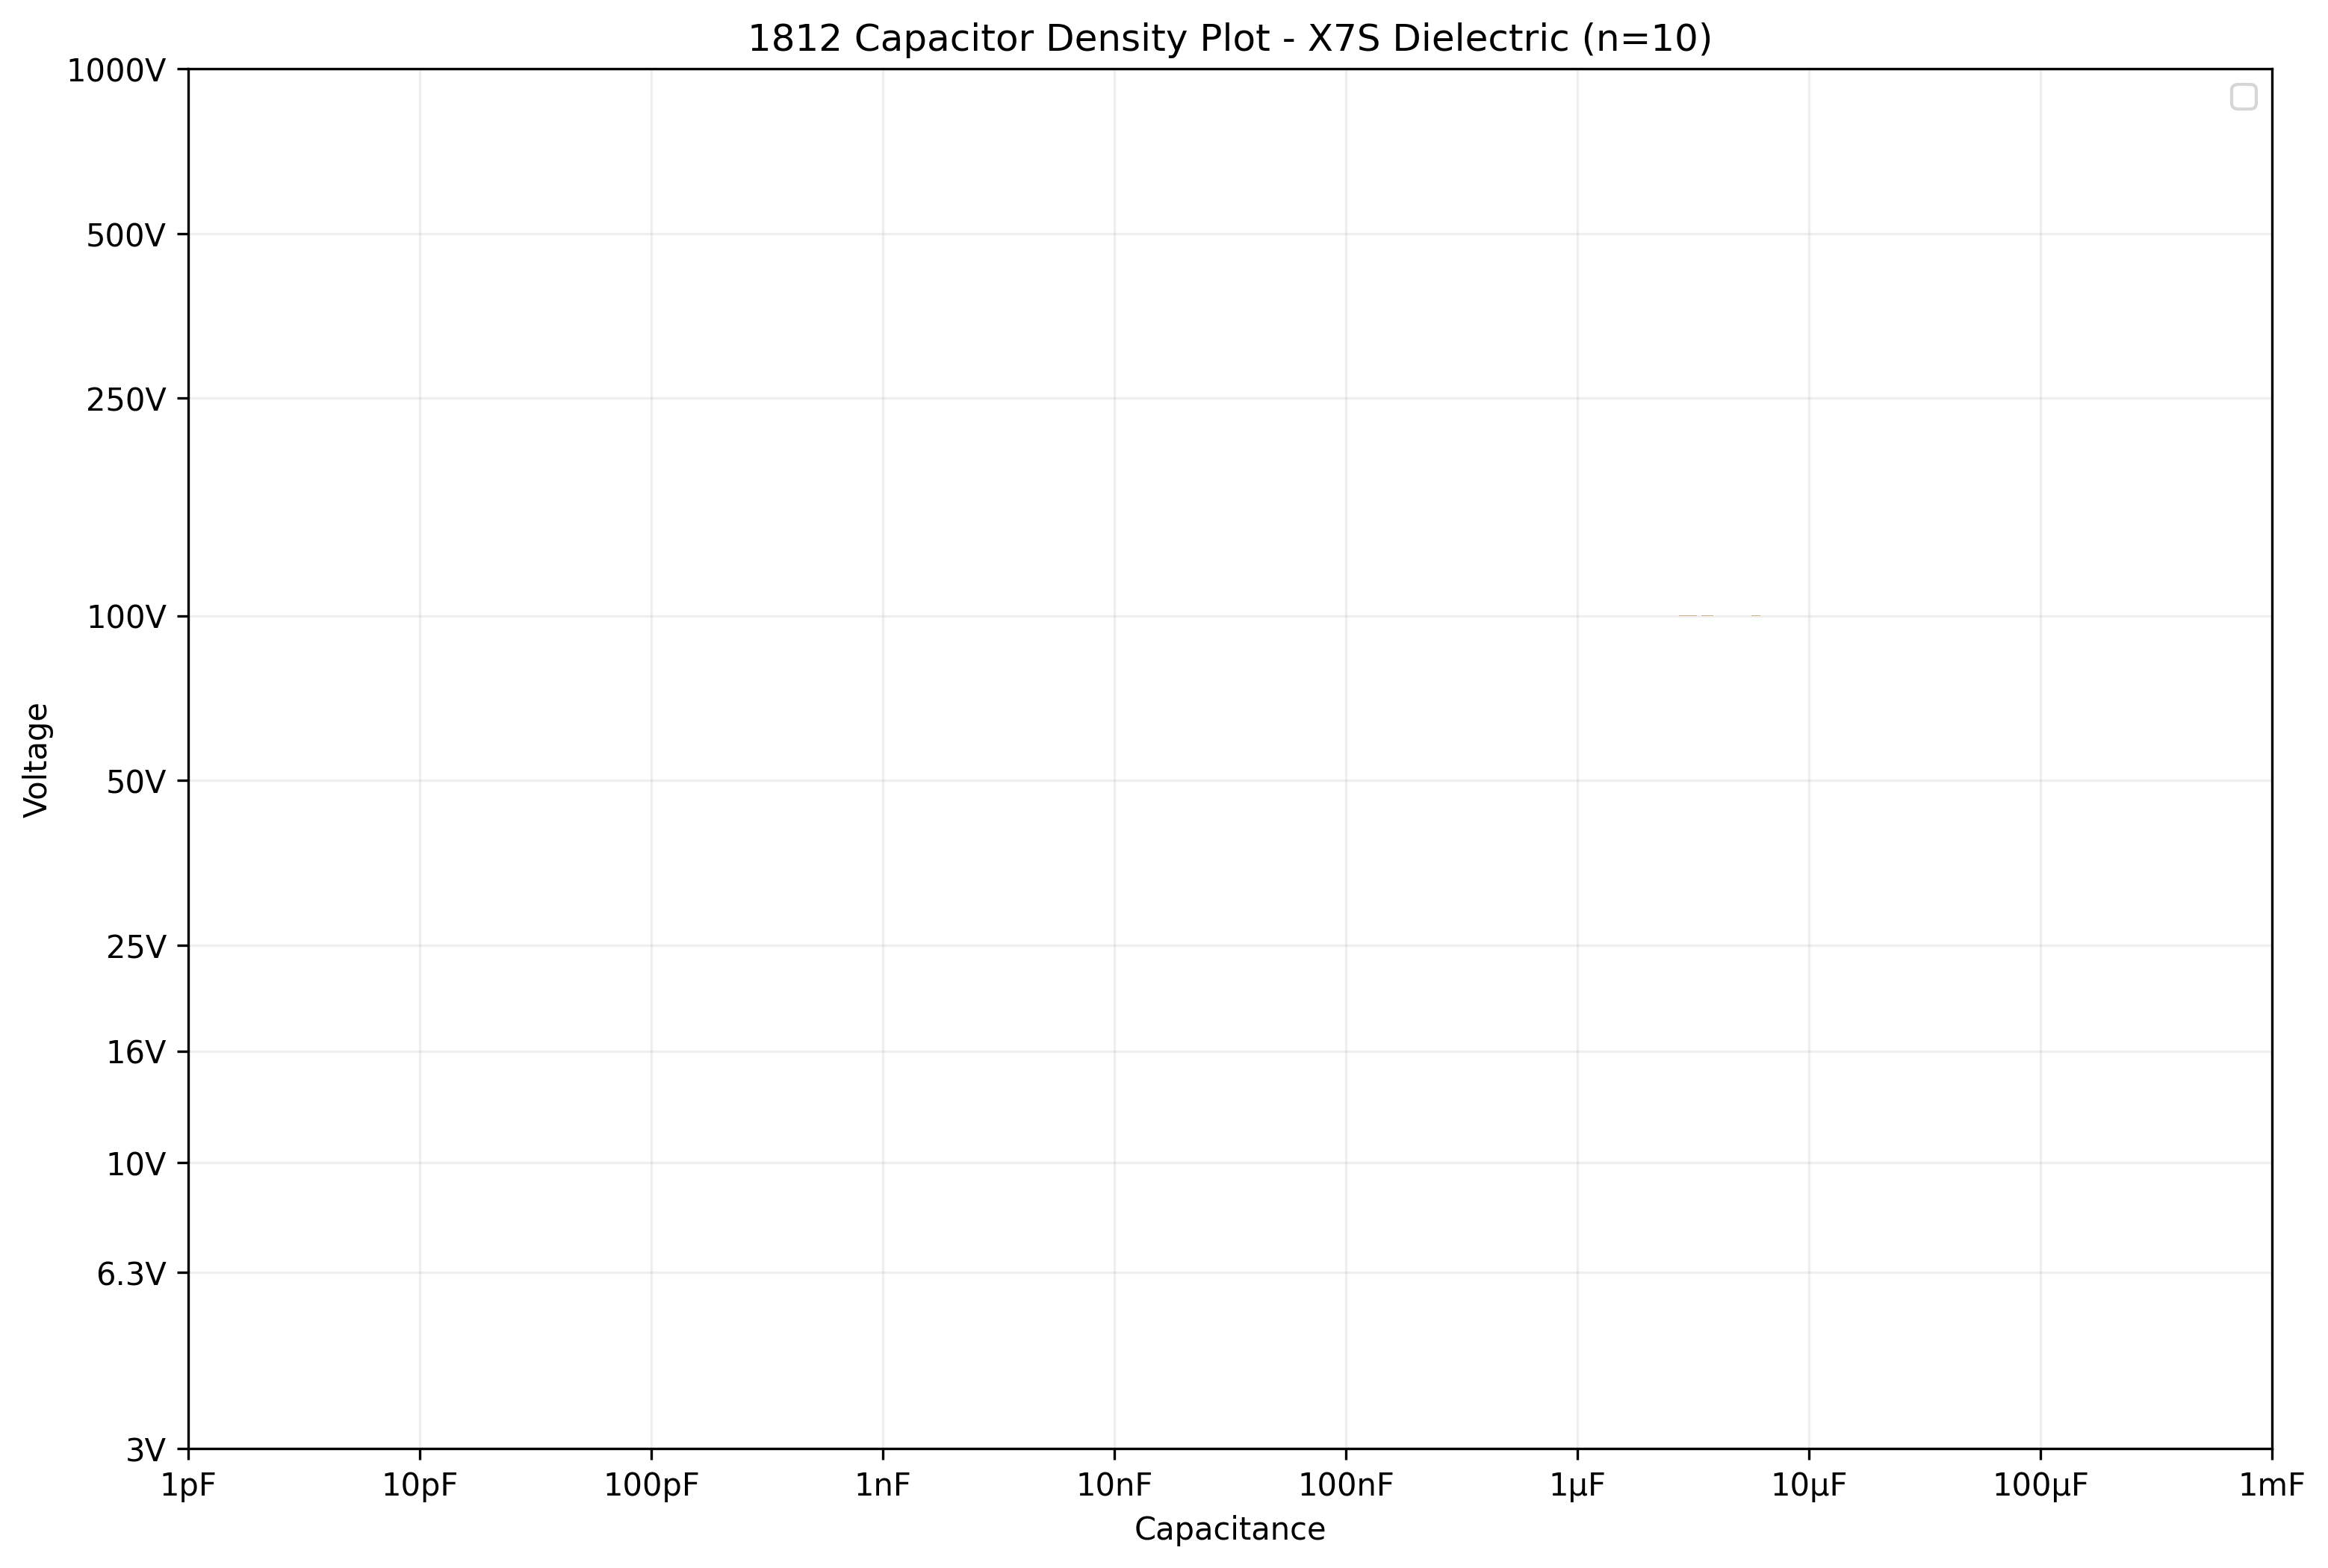 1812 Capacitor Density Plot - X7S Dielectric (n=10)
1000V
500V
250V
100V
50V
25V
16V
10V
6.3V
3V
Voltage
1pF
10pF
100pF
1nF
10nF
100nF
1μF
10μF
100μF
1mF
Capacitance